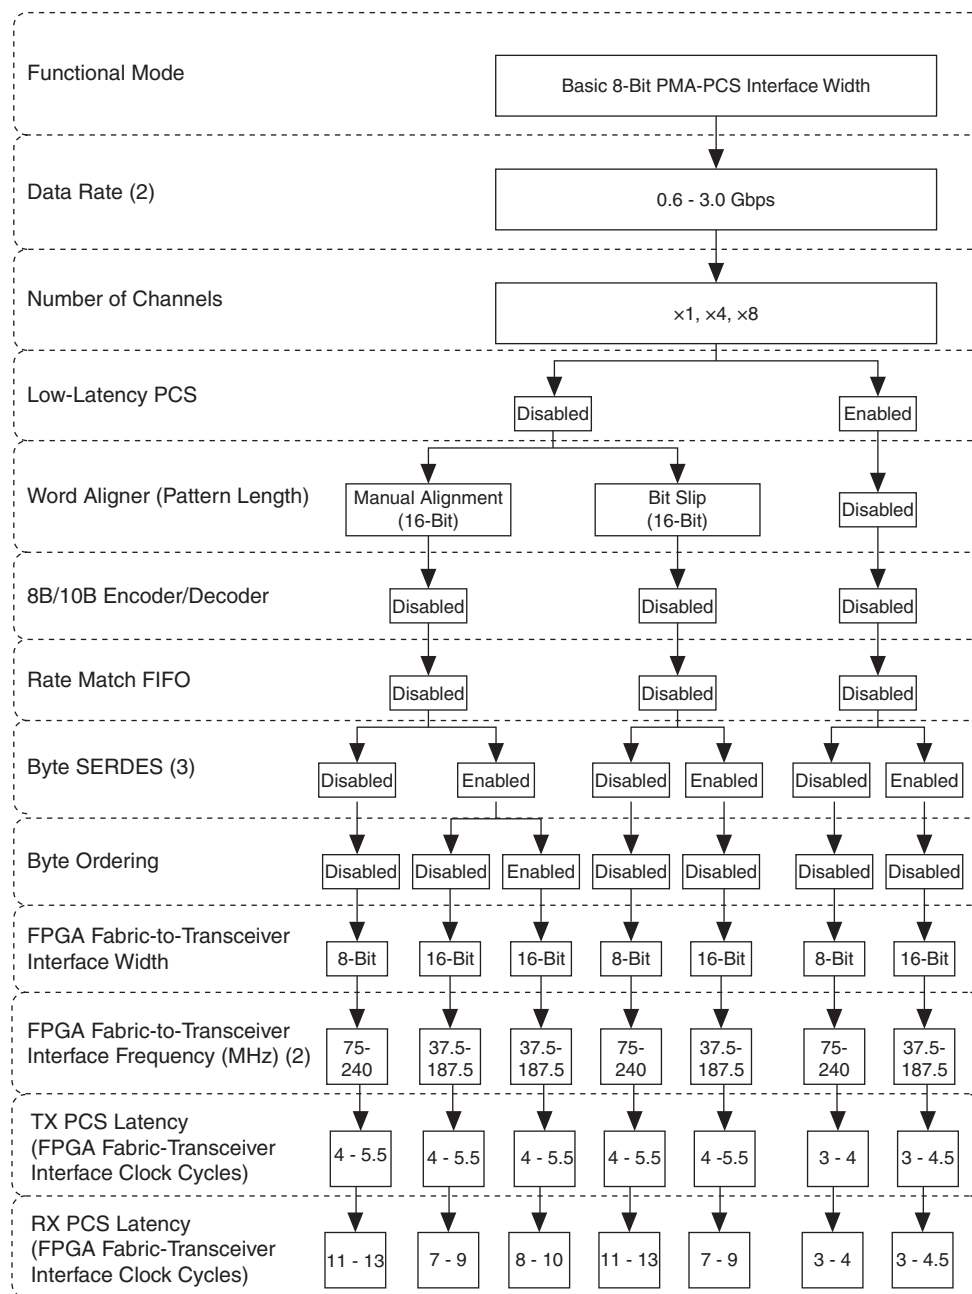 Functional Mode
Basic 8-Bit PMA-PCS Interface Width
Data Rate (2)
0.6 - 3.0 Gbps
Number of Channels
×1, ×4, ×8
Low-Latency PCS
Disabled
Enabled
Word Aligner (Pattern Length)
Manual Alignment
(16-Bit)
Bit Slip
(16-Bit)
Disabled
8B/10B Encoder/Decoder
Disabled
Disabled
Disabled
Rate Match FIFO
Disabled
Disabled
Disabled
Byte SERDES (3)
Disabled
Enabled
Disabled
Enabled
Disabled
Enabled
Byte Ordering
Disabled
Disabled
Enabled
Disabled
Disabled
Disabled
Disabled
FPGA Fabric-to-Transceiver
Interface Width
8-Bit
16-Bit
16-Bit
8-Bit
16-Bit
8-Bit
16-Bit
FPGA Fabric-to-Transceiver
Interface Frequency (MHz) (2)
75-
240
37.5-
187.5
37.5-
187.5
75-
240
37.5-
187.5
75-
240
37.5-
187.5
TX PCS Latency
(FPGA Fabric-Transceiver
Interface Clock Cycles)
4 - 5.5
4 - 5.5
4 - 5.5
4 - 5.5
4 -5.5
3 - 4
3 - 4.5
RX PCS Latency
(FPGA Fabric-Transceiver
Interface Clock Cycles)
11 - 13
7 - 9
8 - 10
11 - 13
7 - 9
3 - 4
3 - 4.5